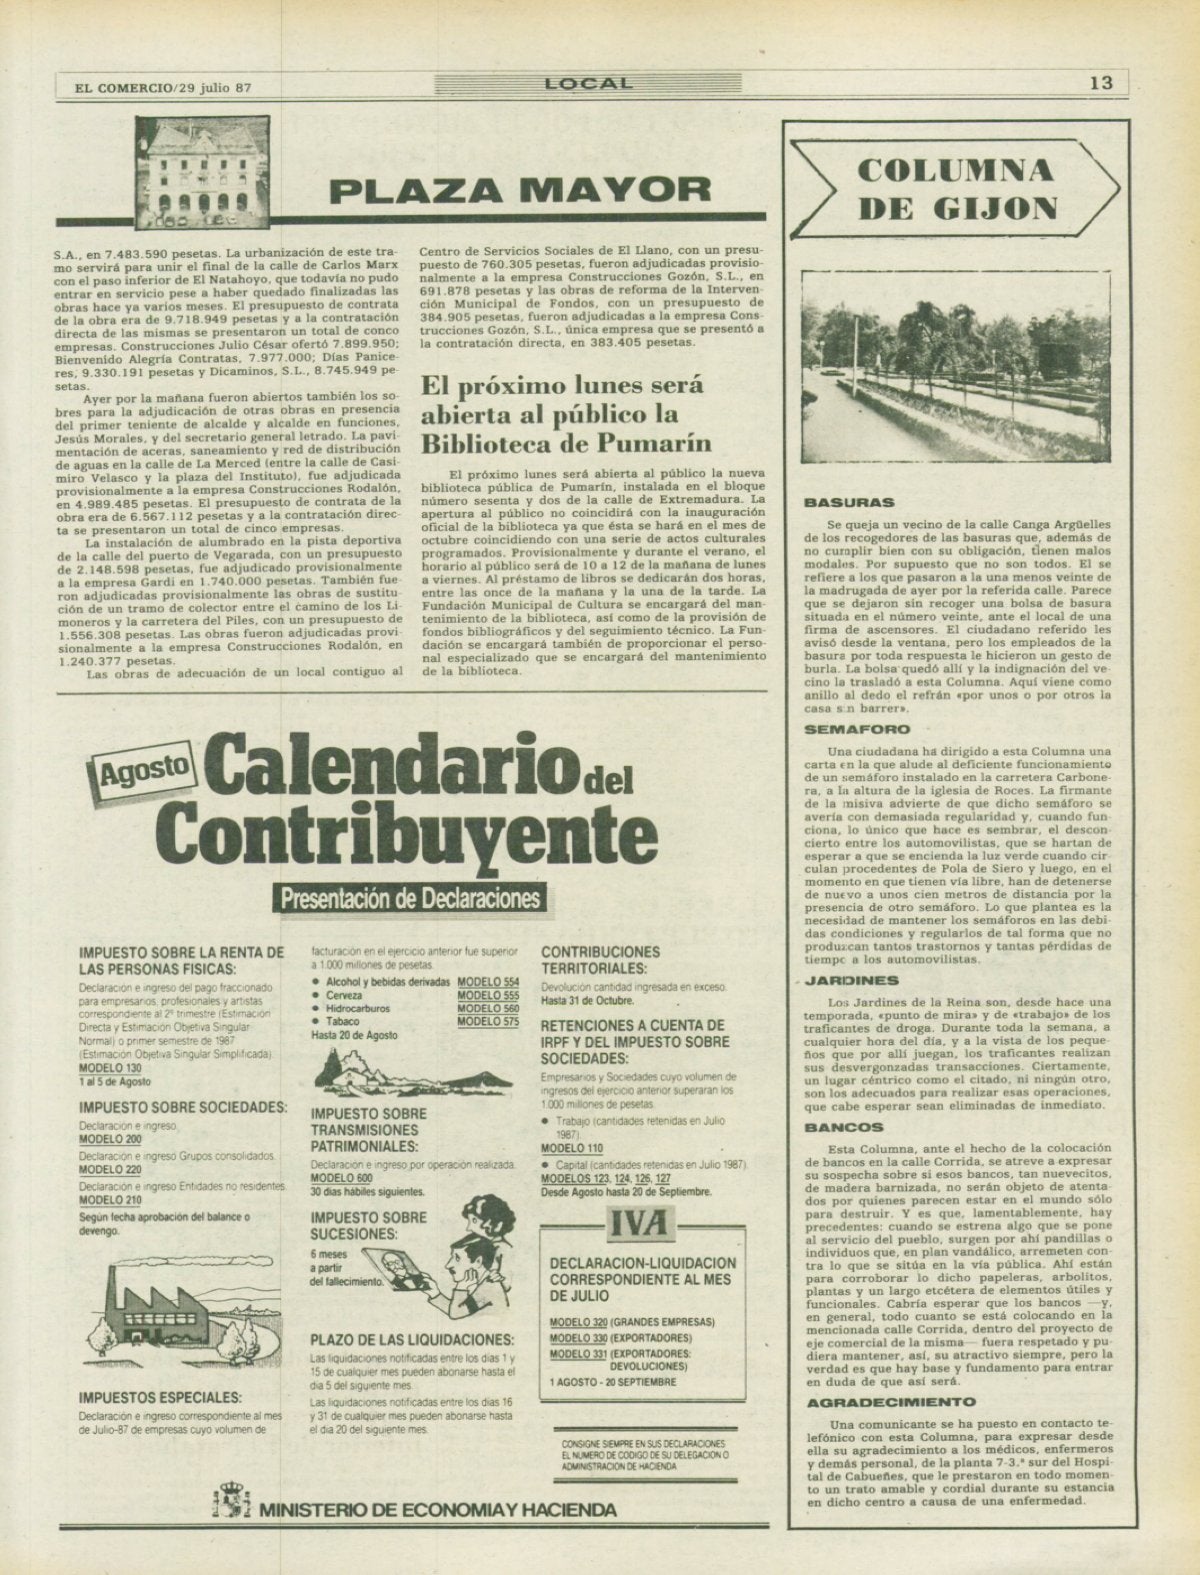 EL COMERCIO/29 julio 87
LOCAL
13
PLAZA MAYOR
S.A., en 7.483.590 pesetas. La urbanización de este tra-
mo servirá para unir el final de la calle de Carlos Marx
con el paso inferior de El Natahoyo, que todavía no pudo
entrar en servicio pese a haber quedado finalizadas las
obras hace ya varios meses. El presupuesto de contrata
de la obra era de 9.718.949 pesetas y a la contratación
directa de las mismas se presentaron un total de conco
empresas. Construcciones Julio César ofertó 7.899.950;
Bienvenido Alegría Contratas, 7.977.000; Días Panice-
res, 9.330.191 pesetas y Dicaminos, S.L., 8.745.949 pe-
setas.
Ayer por la mañana fueron abiertos también los so-
bres para la adjudicación de otras obras en presencia
del primer teniente de alcalde y alcalde en funciones,
Jesús Morales, y del secretario general letrado. La pavi-
mentación de aceras, saneamiento y red de distribución
de aguas en la calle de La Merced (entre la calle de Casi-
miro Velasco y la plaza del Instituto), fue adjudicada
provisionalmente a la empresa Construcciones Rodalón,
en 4.989.485 pesetas. El presupuesto de contrata de la
obra era de 6.567.112 pesetas y a la contratación direc-
ta se presentaron un total de cinco empresas.
La instalación de alumbrado en la pista deportiva
de la calle del puerto de Vegarada, con un presupuesto
de 2.148.598 pesetas, fue adjudicado provisionalmente
a la empresa Gardi en 1.740.000 pesetas. También fue-
ron adjudicadas provisionalmente las obras de sustitu-
ción de un tramo de colector entre el camino de los Li-
moneros y la carretera del Piles, con un presupuesto de
1.556.308 pesetas. Las obras fueron adjudicadas provi-
sionalmente a la empresa Construcciones Rodalón, en
1.240.377 pesetas.
Las obras de adecuación de un local contiguo al
Centro de Servicios Sociales de El Llano, con un presu-
puesto de 760.305 pesetas, fueron adjudicadas provisio-
nalmente a la empresa Construcciones Gozón, S.L., en
691.878 pesetas y las obras de reforma de la Interven-
ción Municipal de Fondos, con un presupuesto de
384.905 pesetas, fueron adjudicadas a la empresa Cons-
trucciones Gozón, S.L., única empresa que se presentó a
la contratación directa, en 383.405 pesetas.
El próximo lunes será
abierta al público la
Biblioteca de Pumarín
El próximo lunes será abierta al público la nueva
biblioteca pública de Pumarín, instalada en el bloque
número sesenta y dos de la calle de Extremadura. La
apertura al público no coincidirá con la inauguración
oficial de la biblioteca ya que ésta se hará en el mes de
octubre coincidiendo con una serie de actos culturales
programados. Provisionalmente y durante el verano, el
horario al público será de 10 a 12 de la mañana de lunes
a viernes. Al préstamo de libros se dedicarán dos horas,
entre las once de la mañana y la una de la tarde. La
Fundación Municipal de Cultura se encargará del man-
tenimiento de la biblioteca, así como de la provisión de
fondos bibliográficos y del seguimiento técnico. La Fun-
dación se encargará también de proporcionar el perso-
nal especializado que se encargará del mantenimiento
de la biblioteca.
Agosto
Calendario del
Contribuyente
Presentación de Declaraciones
IMPUESTO SOBRE LA RENTA DE
LAS PERSONAS FISICAS:
Declaración e ingreso del pago fraccionado
para empresarios, profesionales y artistas
correspondiente al 2º trimestre (Estimación
Directa y Estimación Objetiva Singular
Normal) o primer semestre de 1987
(Estimación Objetiva Singular Simplificada).
MODELO 130
1 al 5 de Agosto
IMPUESTO SOBRE SOCIEDADES:
Declaración e ingreso.
MODELO 200
Declaración e ingreso Grupos consolidados.
MODELO 220
Declaración e ingreso Entidades no residentes.
MODELO 210
Según fecha aprobación del balance o
devengo.
IMPUESTOS ESPECIALES:
Declaración e ingreso correspondiente al mes
de Julio-87 de empresas cuyo volumen de
facturación en el ejercicio anterior fue superior
a 1.000 millones de pesetas.
● Alcohol y bebidas derivadas MODELO 554
● Cerveza MODELO 555
● Hidrocarburos MODELO 560
● Tabaco MODELO 575
Hasta 20 de Agosto
IMPUESTO SOBRE
TRANSMISIONES
PATRIMONIALES:
Declaración e ingreso por operación realizada.
MODELO 600
30 días hábiles siguientes.
IMPUESTO SOBRE
SUCESIONES:
6 meses
a partir
del fallecimiento.
PLAZO DE LAS LIQUIDACIONES:
Las liquidaciones notificadas entre los días 1 y
15 de cualquier mes pueden abonarse hasta el
día 5 del siguiente mes.
Las liquidaciones notificadas entre los días 16
y 31 de cualquier mes pueden abonarse hasta
el día 20 del siguiente mes.
CONTRIBUCIONES
TERRITORIALES:
Devolución cantidad ingresada en exceso.
Hasta 31 de Octubre.
RETENCIONES A CUENTA DE
IRPF Y DEL IMPUESTO SOBRE
SOCIEDADES:
Empresarios y Sociedades cuyo volumen de
ingresos del ejercicio anterior superaran los
1.000 millones de pesetas.
● Trabajo (cantidades retenidas en Julio
1987).
MODELO 110
● Capital (cantidades retenidas en Julio 1987).
MODELOS 123, 124, 126, 127
Desde Agosto hasta 20 de Septiembre.
IVA
DECLARACION-LIQUIDACION
CORRESPONDIENTE AL MES
DE JULIO
MODELO 320 (GRANDES EMPRESAS)
MODELO 330 (EXPORTADORES)
MODELO 331 (EXPORTADORES:
DEVOLUCIONES)
1 AGOSTO - 20 SEPTIEMBRE
CONSIGNE SIEMPRE EN SUS DECLARACIONES
EL NUMERO DE CODIGO DE SU DELEGACION O
ADMINISTRACION DE HACIENDA
MINISTERIO DE ECONOMIA Y HACIENDA
COLUMNA
DE GIJON
BASURAS
Se queja un vecino de la calle Canga Argüelles
de los recogedores de las basuras que, además de
no cumplir bien con su obligación, tienen malos
modales. Por supuesto que no son todos. El se
refiere a los que pasaron a la una menos veinte de
la madrugada de ayer por la referida calle. Parece
que se dejaron sin recoger una bolsa de basura
situada en el número veinte, ante el local de una
firma de ascensores. El ciudadano referido les
avisó desde la ventana, pero los empleados de la
basura por toda respuesta le hicieron un gesto de
burla. La bolsa quedó allí y la indignación del ve-
cino la trasladó a esta Columna. Aquí viene como
anillo al dedo el refrán «por unos o por otros la
casa sin barrer».
SEMAFORO
Una ciudadana ha dirigido a esta Columna una
carta en la que alude al deficiente funcionamiento
de un semáforo instalado en la carretera Carbone-
ra, a la altura de la iglesia de Roces. La firmante
de la misiva advierte de que dicho semáforo se
avería con demasiada regularidad y, cuando fun-
ciona, lo único que hace es sembrar, el descon-
cierto entre los automovilistas, que se hartan de
esperar a que se encienda la luz verde cuando cir-
culan procedentes de Pola de Siero y luego, en el
momento en que tienen vía libre, han de detenerse
de nuevo a unos cien metros de distancia por la
presencia de otro semáforo. Lo que plantea es la
necesidad de mantener los semáforos en las debi-
das condiciones y regularlos de tal forma que no
produzcan tantos trastornos y tantas pérdidas de
tiempo a los automovilistas.
JARDINES
Los Jardines de la Reina son, desde hace una
temporada, «punto de mira» y de «trabajo» de los
traficantes de droga. Durante toda la semana, a
cualquier hora del día, y a la vista de los peque-
ños que por allí juegan, los traficantes realizan
sus desvergonzadas transacciones. Ciertamente,
un lugar céntrico como el citado, ni ningún otro,
son los adecuados para realizar esas operaciones,
que cabe esperar sean eliminadas de inmediato.
BANCOS
Esta Columna, ante el hecho de la colocación
de bancos en la calle Corrida, se atreve a expresar
su sospecha sobre si esos bancos, tan nuevecitos,
de madera barnizada, no serán objeto de atenta-
dos por quienes parecen estar en el mundo sólo
para destruir. Y es que, lamentablemente, hay
precedentes: cuando se estrena algo que se pone
al servicio del pueblo, surgen por ahí pandillas o
individuos que, en plan vandálico, arremeten con-
tra lo que se sitúa en la vía pública. Ahí están
para corroborar lo dicho papeleras, arbolitos,
plantas y un largo etcétera de elementos útiles y
funcionales. Cabría esperar que los bancos —y,
en general, todo cuanto se está colocando en la
mencionada calle Corrida, dentro del proyecto de
eje comercial de la misma— fuera respetado y pu-
diera mantener, así, su atractivo siempre, pero la
verdad es que hay base y fundamento para entrar
en duda de que así será.
AGRADECIMIENTO
Una comunicante se ha puesto en contacto te-
lefónico con esta Columna, para expresar desde
ella su agradecimiento a los médicos, enfermeros
y demás personal, de la planta 7-3.ª sur del Hospi-
tal de Cabueñes, que le prestaron en todo momen-
to un trato amable y cordial durante su estancia
en dicho centro a causa de una enfermedad.